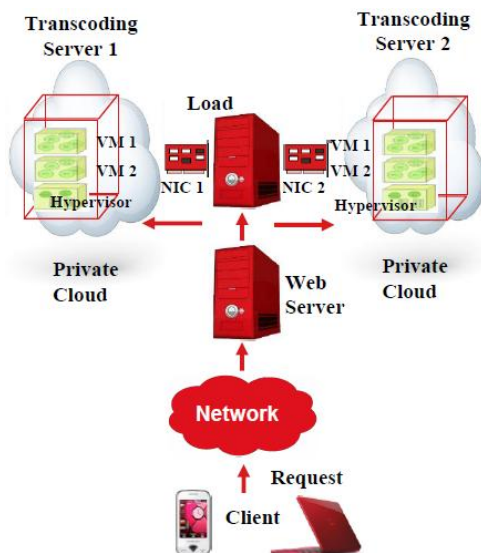 Transcoding
Server 1
Transcoding
Server 2
Load
VM 1
VM 2
Hypervisor
NIC 1
NIC 2
VM 1
VM 2
Hypervisor
Private
Cloud
Web
Server
Private
Cloud
Network
Request
Client